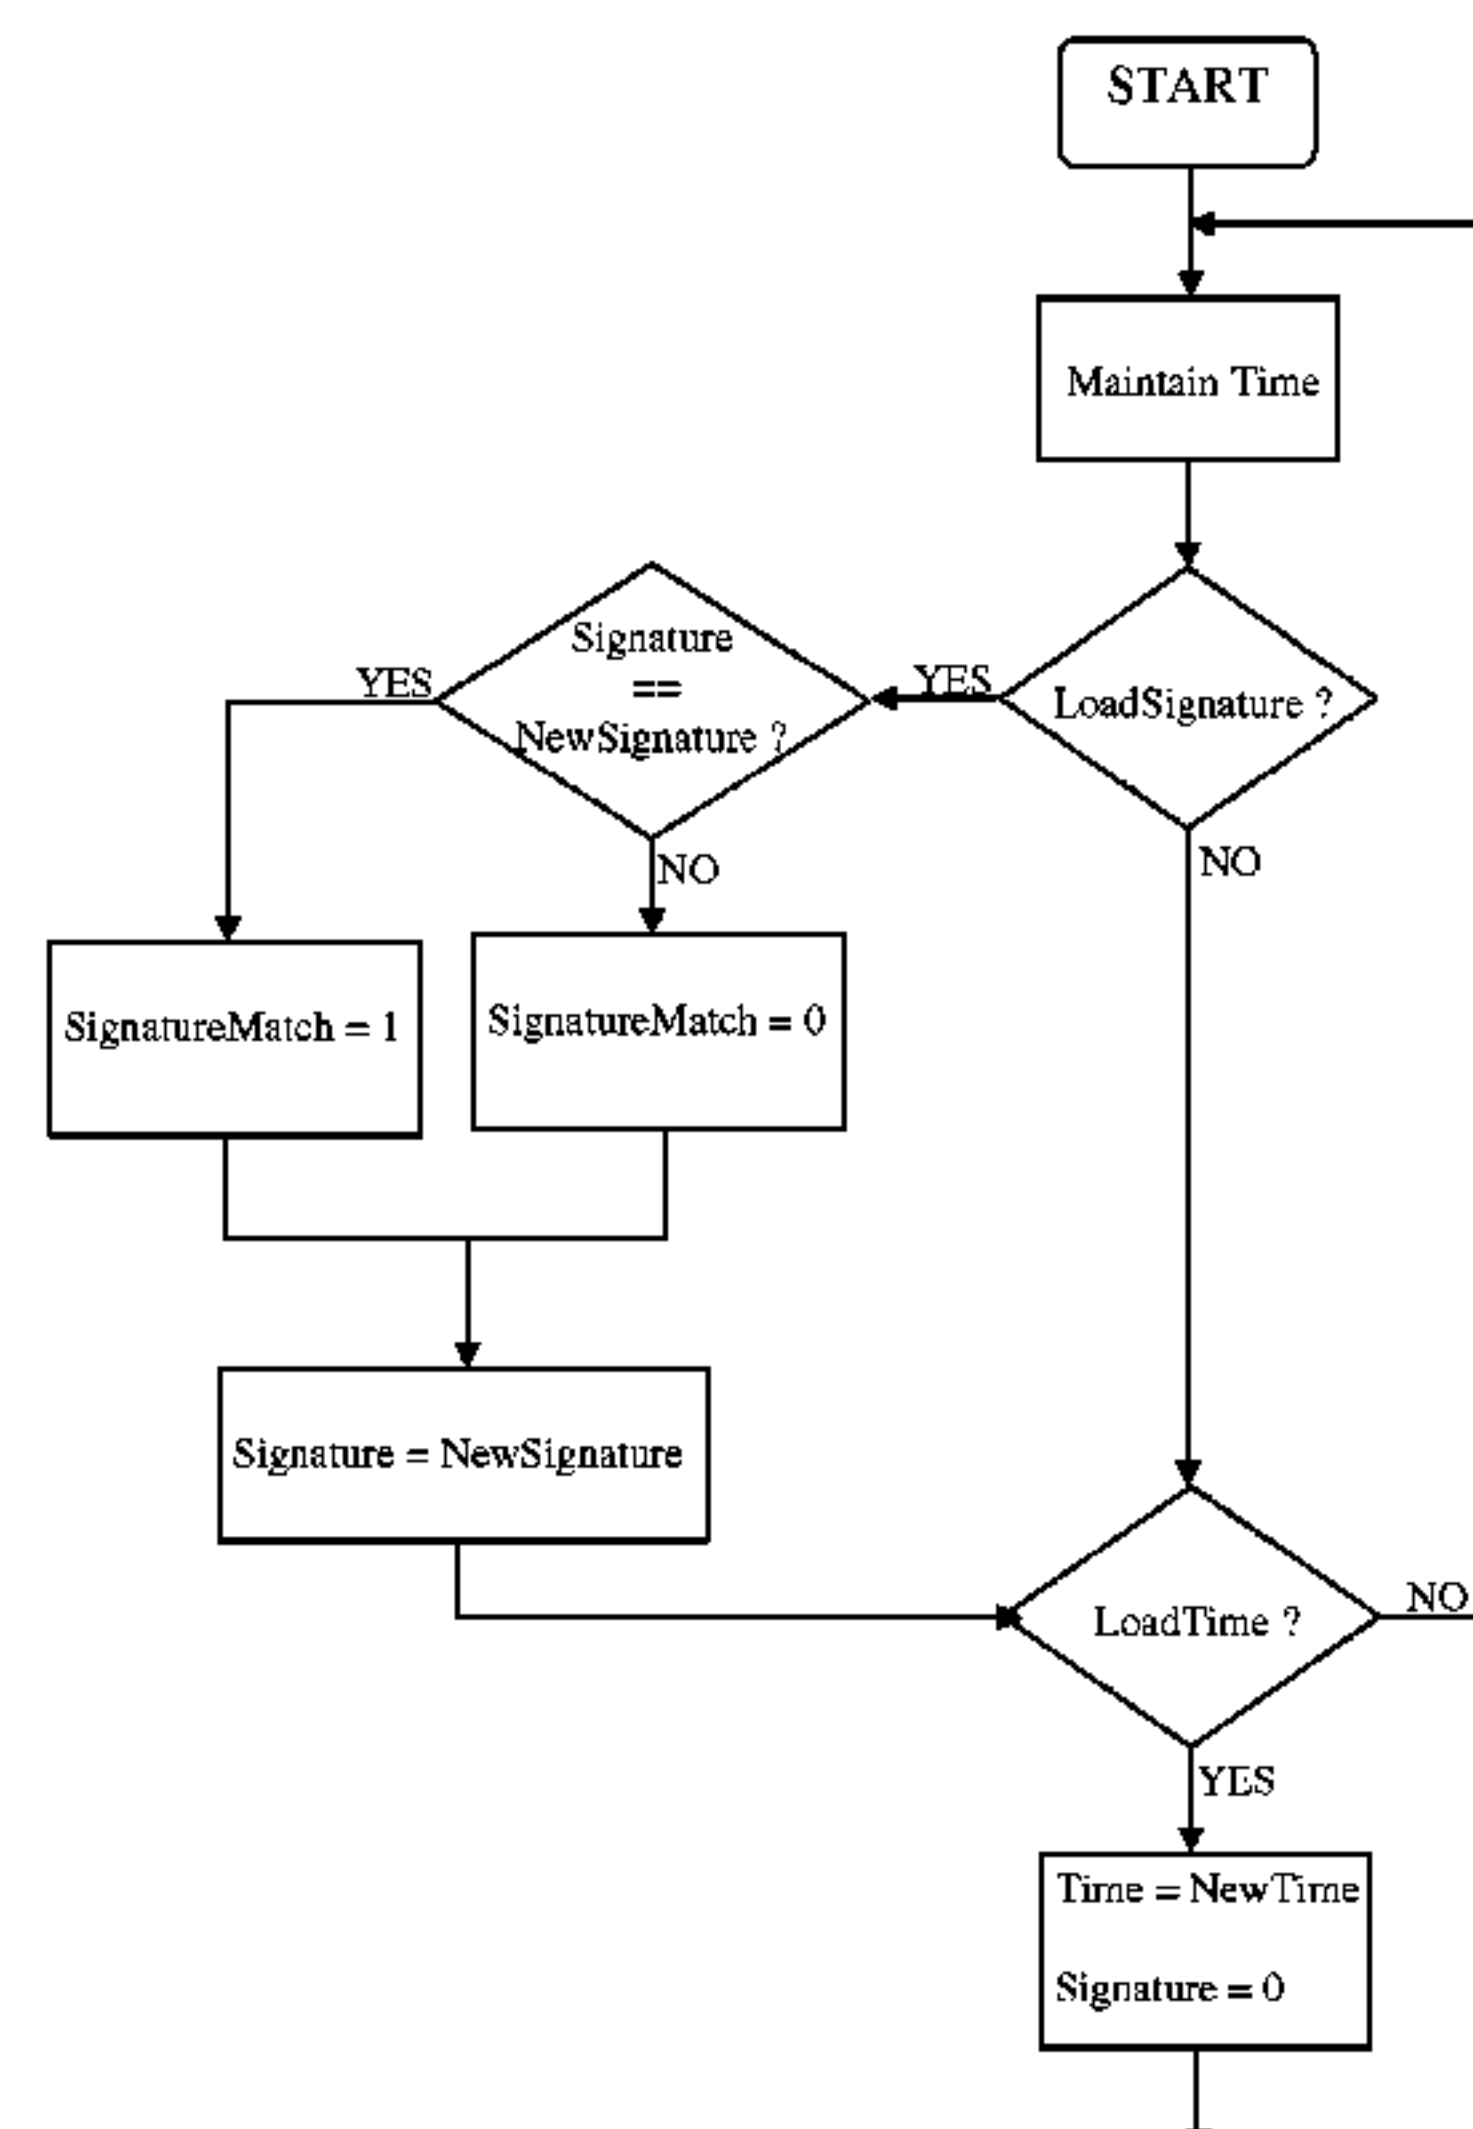 START
Maintain Time
LoadSignature ?
YES
NO
Signature
==
NewSignature ?
YES
NO
SignatureMatch = 1
SignatureMatch = 0
Signature = NewSignature
LoadTime ?
NO
YES
Time = NewTime
Signature = 0